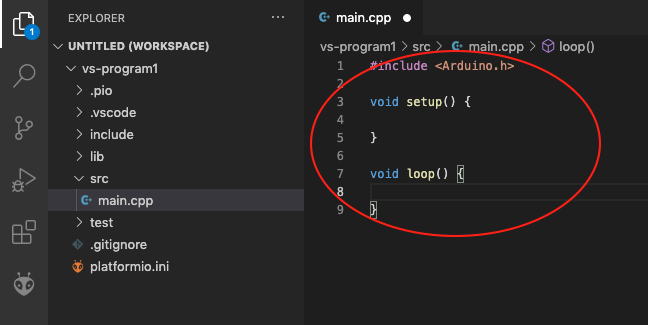 EXPLORER ...
UNTITLED (WORKSPACE)
vs-program1
.pio
.vscode
include
lib
src
main.cpp
test
.gitignore
platformio.ini
1
main.cpp
vs-program1 > src > main.cpp > loop()
1 #include <Arduino.h>
2
3 void setup() {
4
5 }
6
7 void loop() {
8
9 }